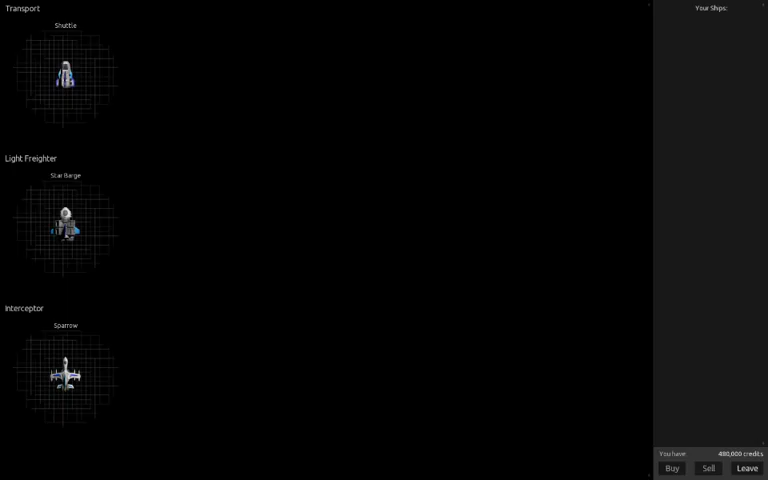 Transport
Shuttle
Light Freighter
Star Barge
Interceptor
Sparrow
Your Ships:
You have: 480,000 credits
Buy Sell Leave